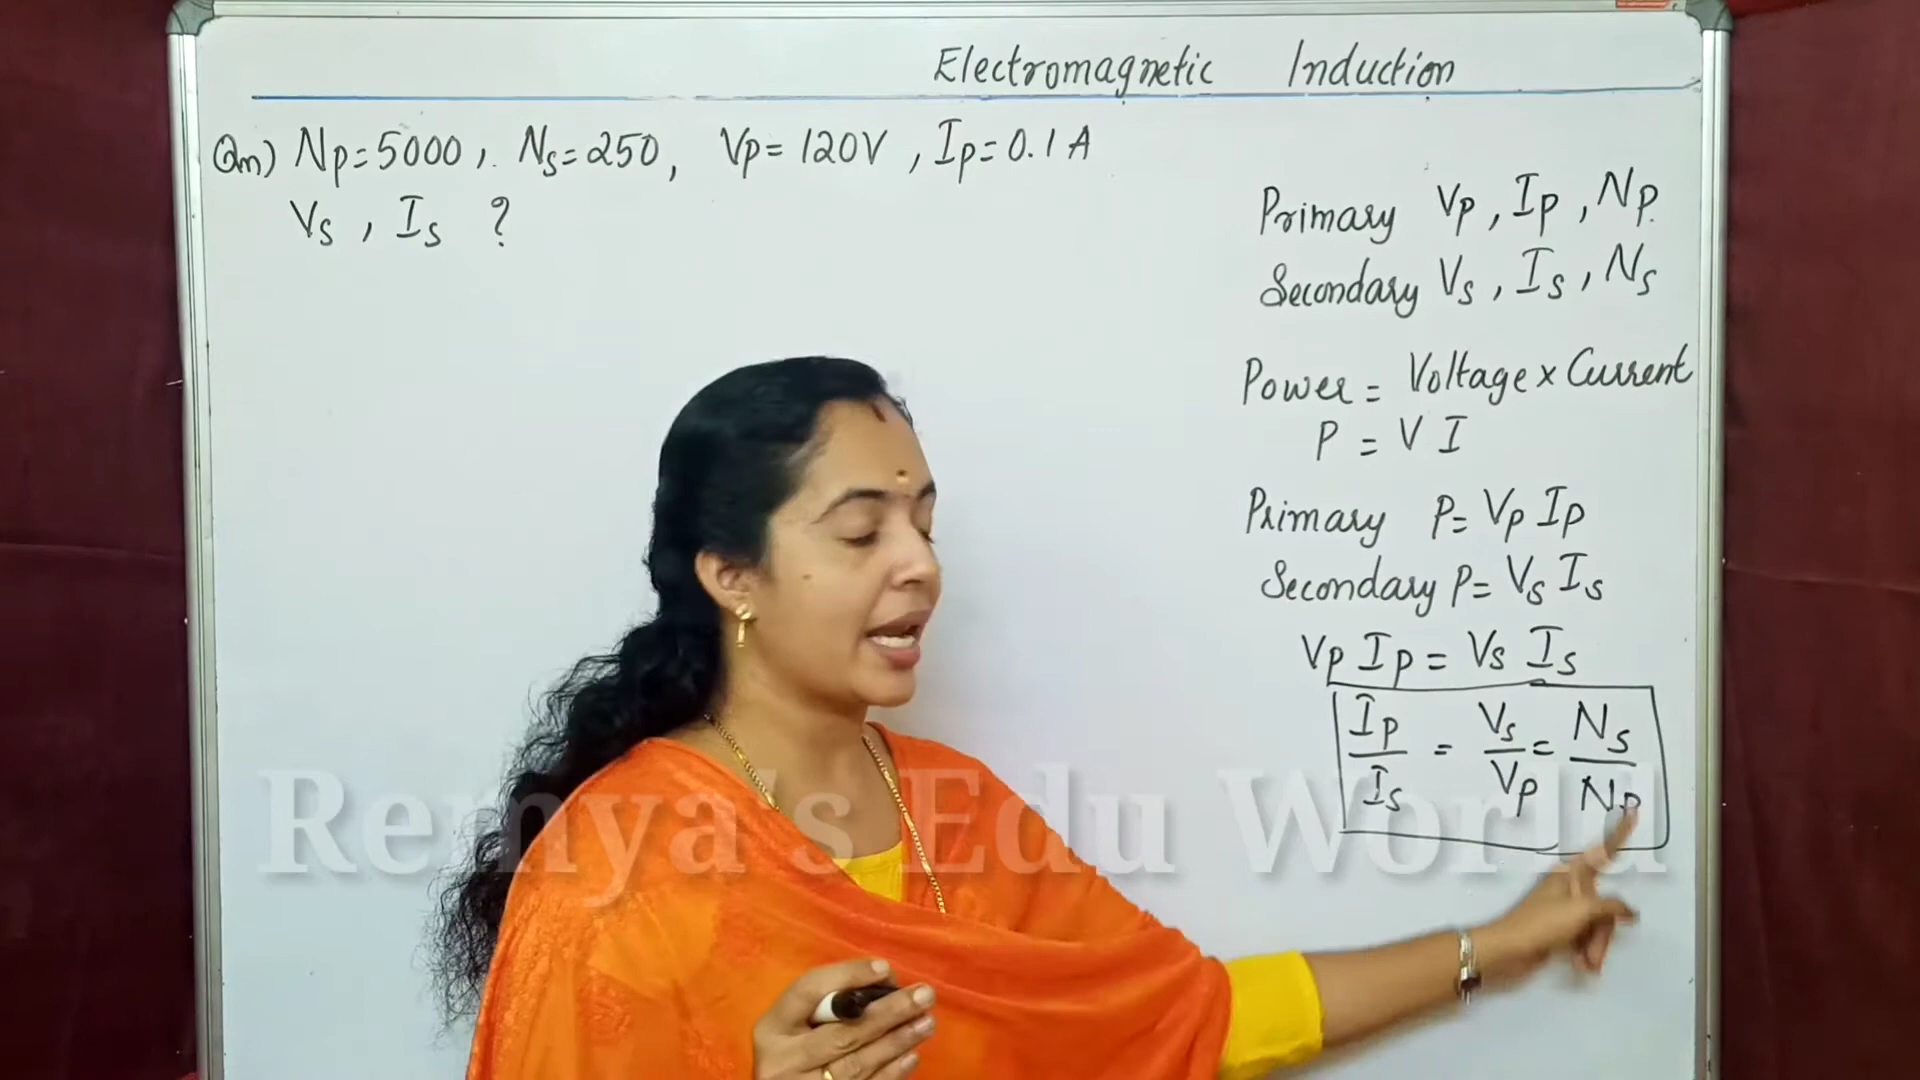 Electromagnetic Induction
Qn) Np=5000, Ns=250, Vp=120V, Ip=0.1A
Vs, Is ?
Primary Vp, Ip, Np.
Secondary Vs, Is, Ns
Power = Voltage x Current
P = V I
Primary P= Vp Ip
Secondary P= Vs Is
Vp Ip = Vs Is
Ip/Is = Vs/Vp = Ns/Np
Remya's Edu World